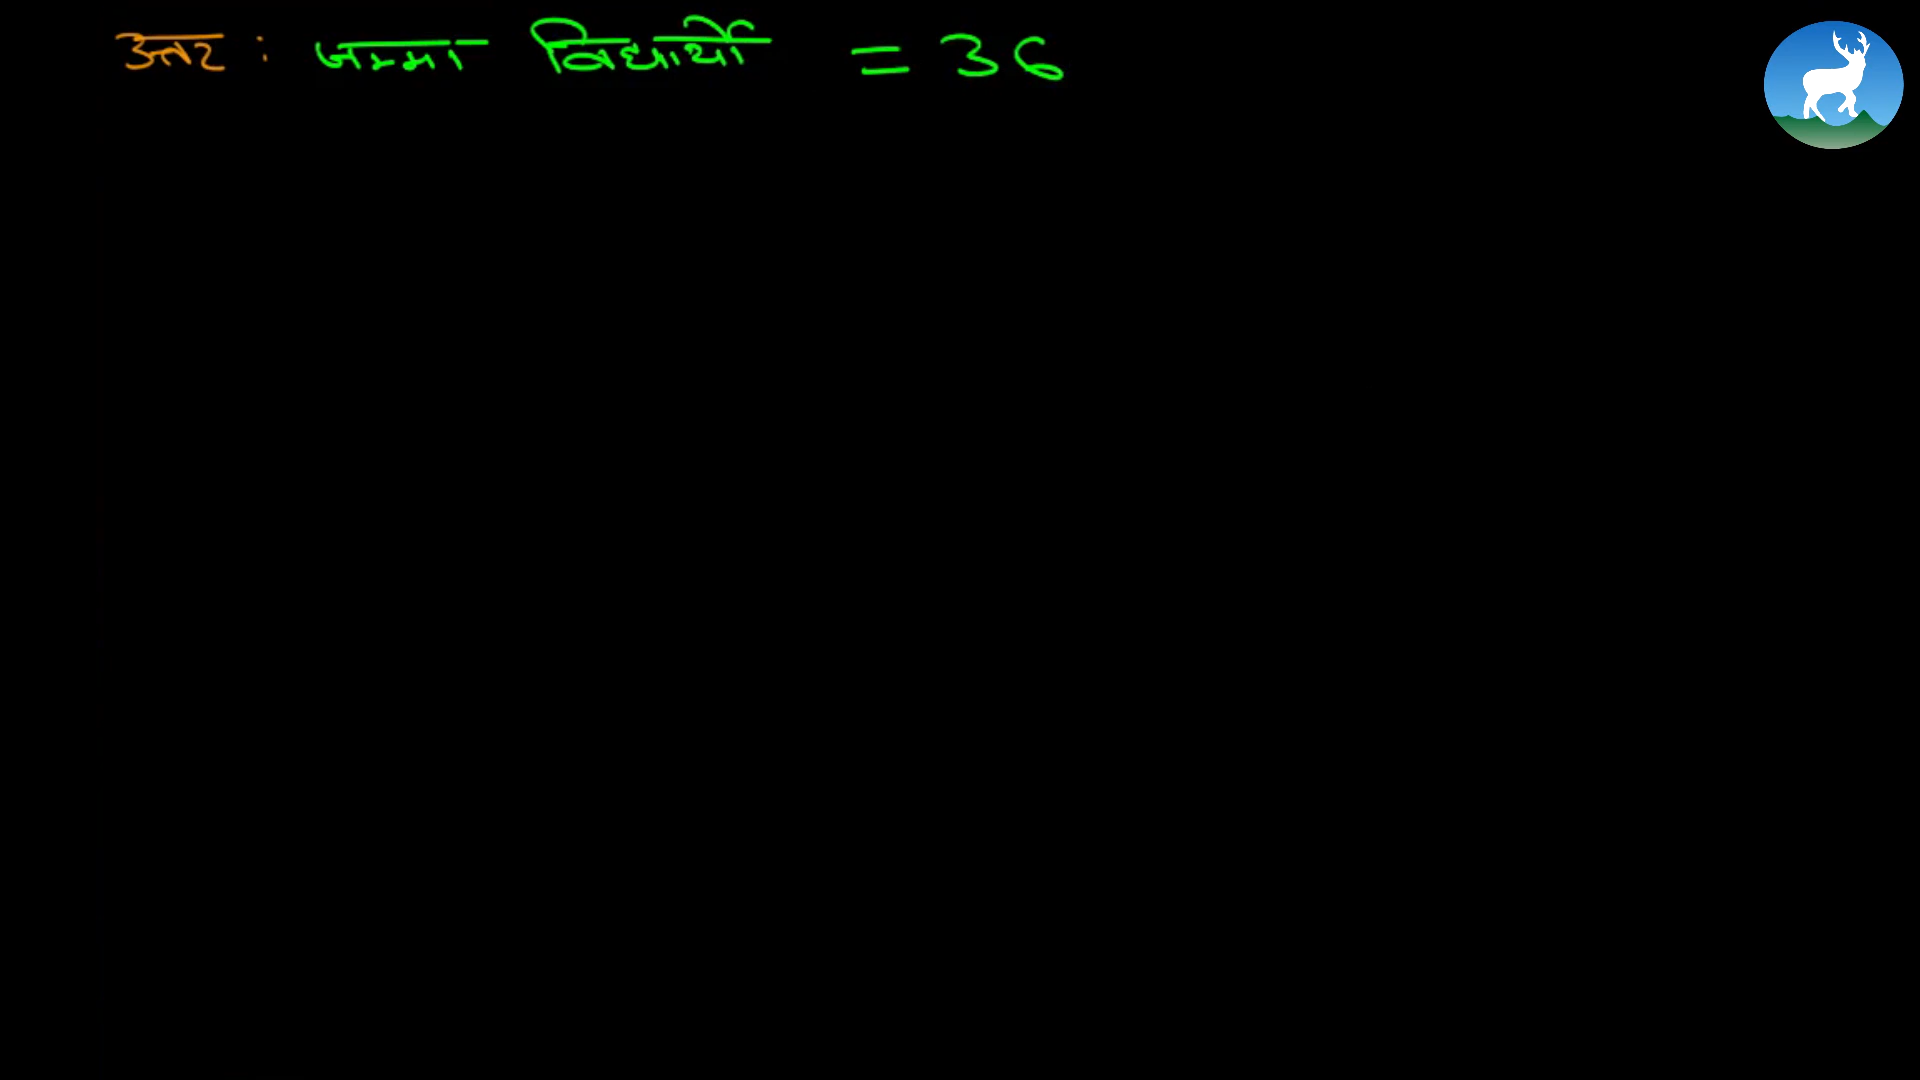 उत्तर : जम्मा विद्यार्थी = 36